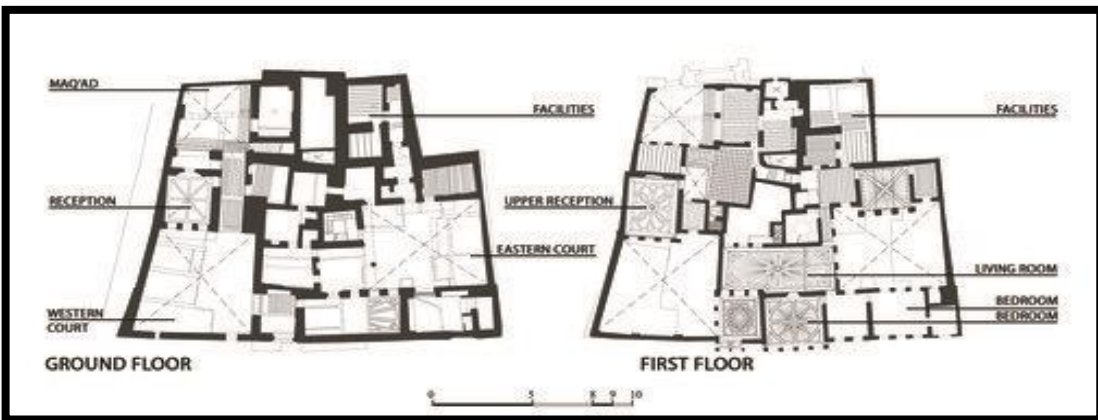 MAQ'AD
FACILITIES
RECEPTION
EASTERN COURT
WESTERN
COURT
GROUND FLOOR
FACILITIES
UPPER RECEPTION
LIVING ROOM
BEDROOM
BEDROOM
FIRST FLOOR
0 5 8 9 10